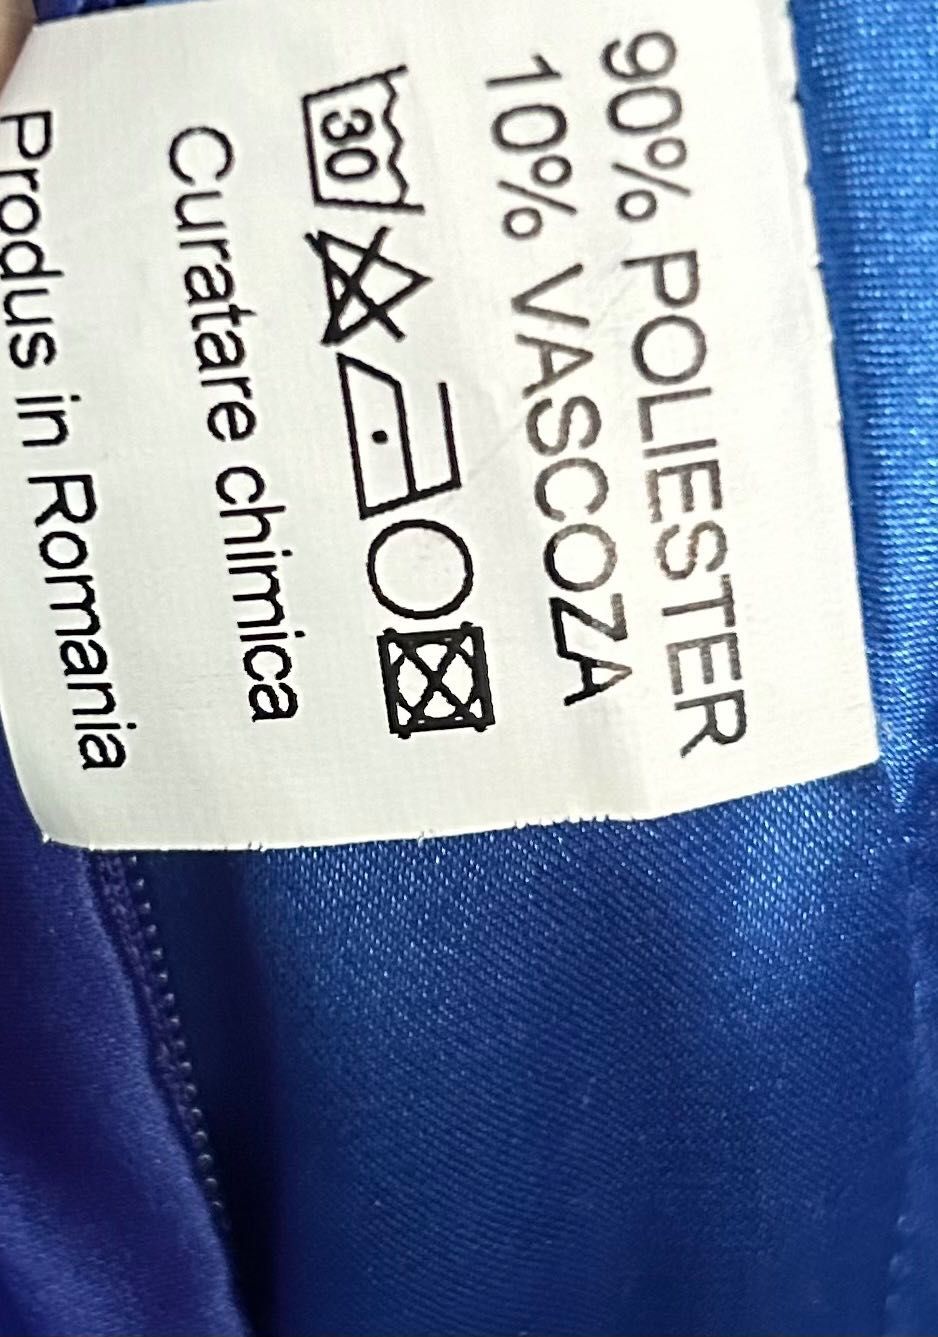 90% POLIESTER
10% VASCOZA
30
Curatare chimica
Produs in Romania